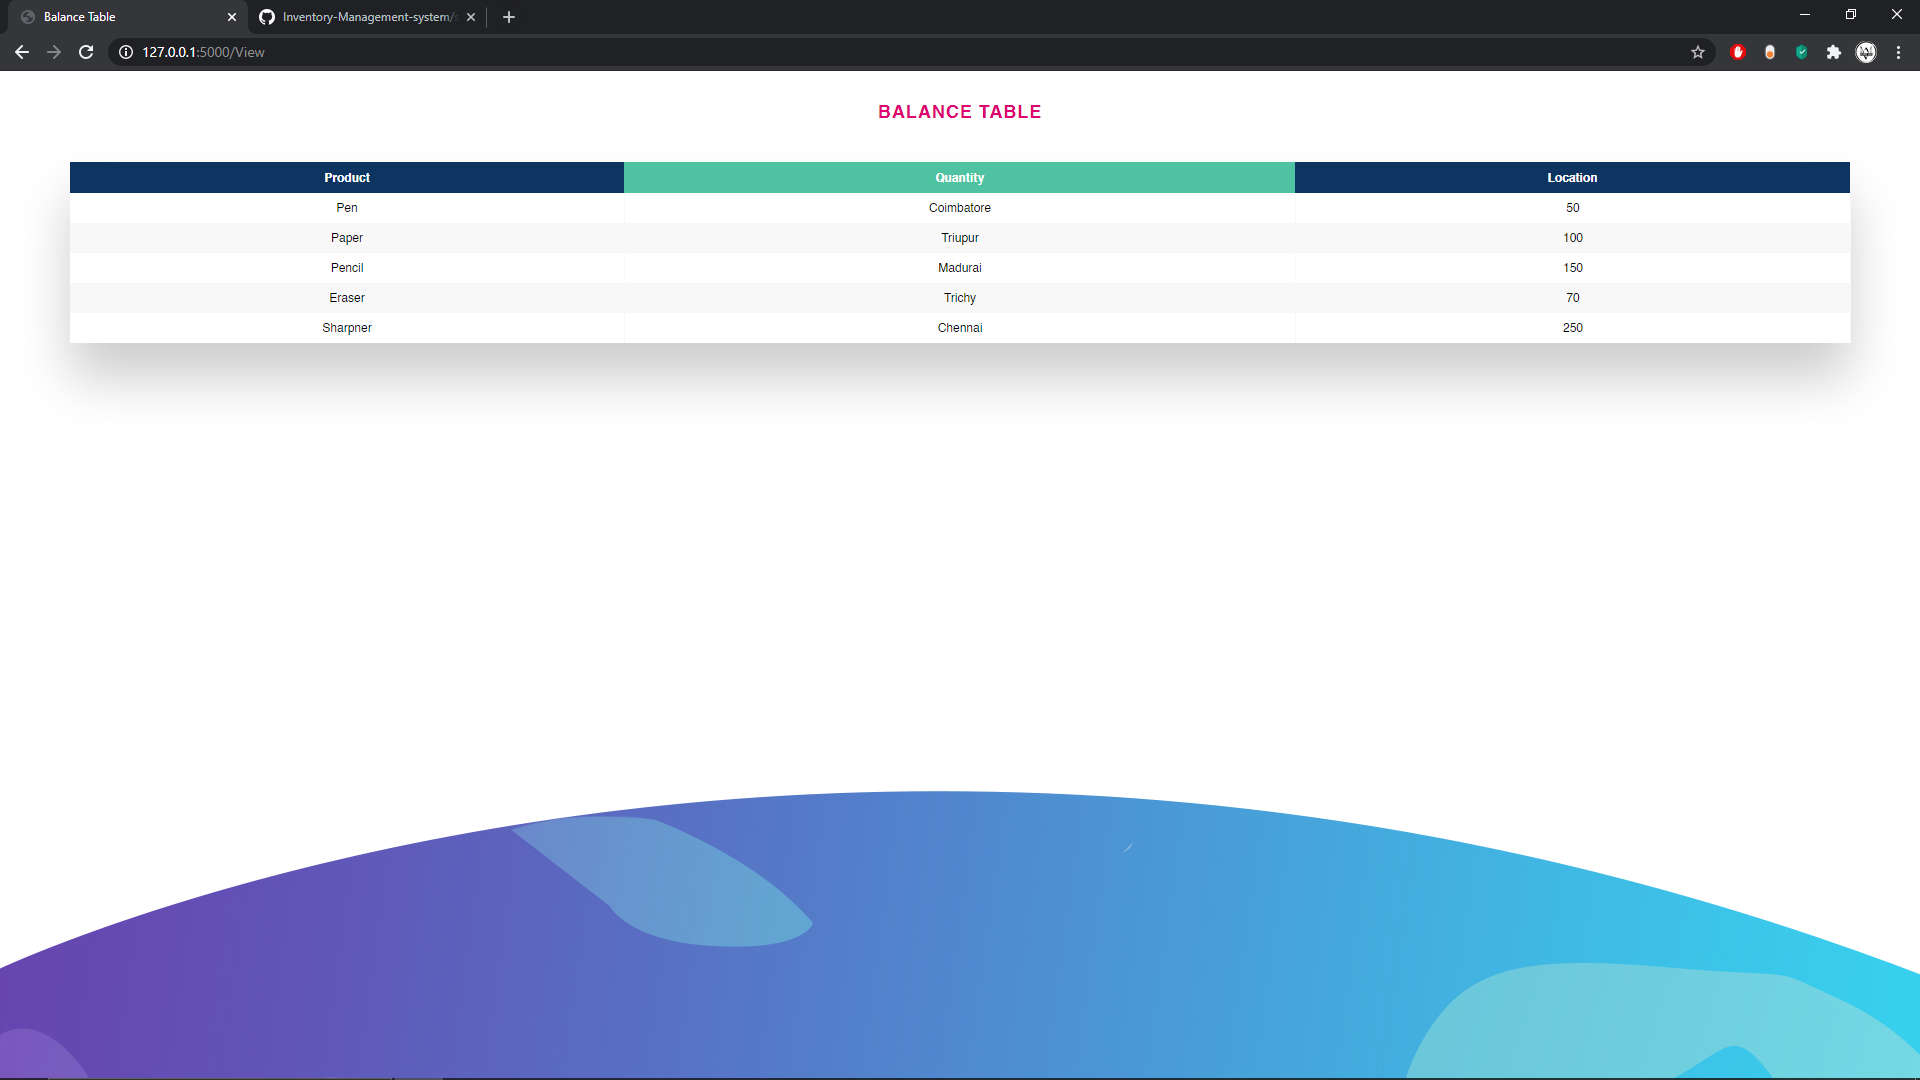 Balance Table
Inventory-Management-system/
127.0.0.1:5000/View
BALANCE TABLE
Product Quantity Location
Pen Coimbatore 50
Paper Triupur 100
Pencil Madurai 150
Eraser Trichy 70
Sharpner Chennai 250